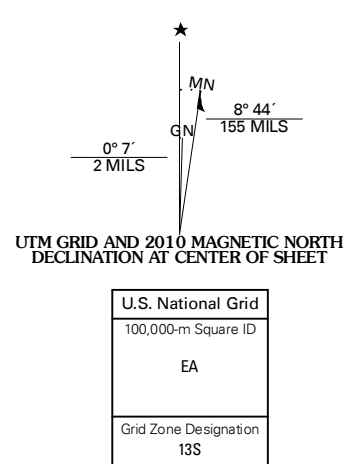 ★
MN
8° 44´
155 MILS
GN
0° 7´
2 MILS
UTM GRID AND 2010 MAGNETIC NORTH
DECLINATION AT CENTER OF SHEET
U.S. National Grid
100,000-m Square ID
EA
Grid Zone Designation
13S